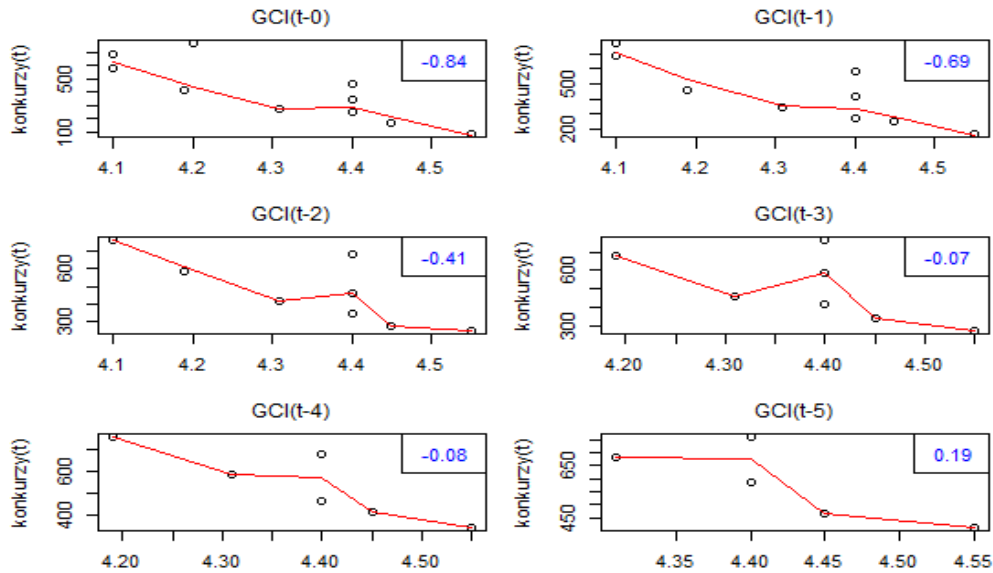 GCI(t-0)
konkurzy(t)
100 500
-0.84
4.1 4.2 4.3 4.4 4.5
GCI(t-1)
konkurzy(t)
200 500
-0.69
4.1 4.2 4.3 4.4 4.5
GCI(t-2)
konkurzy(t)
300 600
-0.41
4.1 4.2 4.3 4.4 4.5
GCI(t-3)
konkurzy(t)
300 600
-0.07
4.20 4.30 4.40 4.50
GCI(t-4)
konkurzy(t)
400 600
-0.08
4.20 4.30 4.40 4.50
GCI(t-5)
konkurzy(t)
450 650
0.19
4.35 4.40 4.45 4.50 4.55